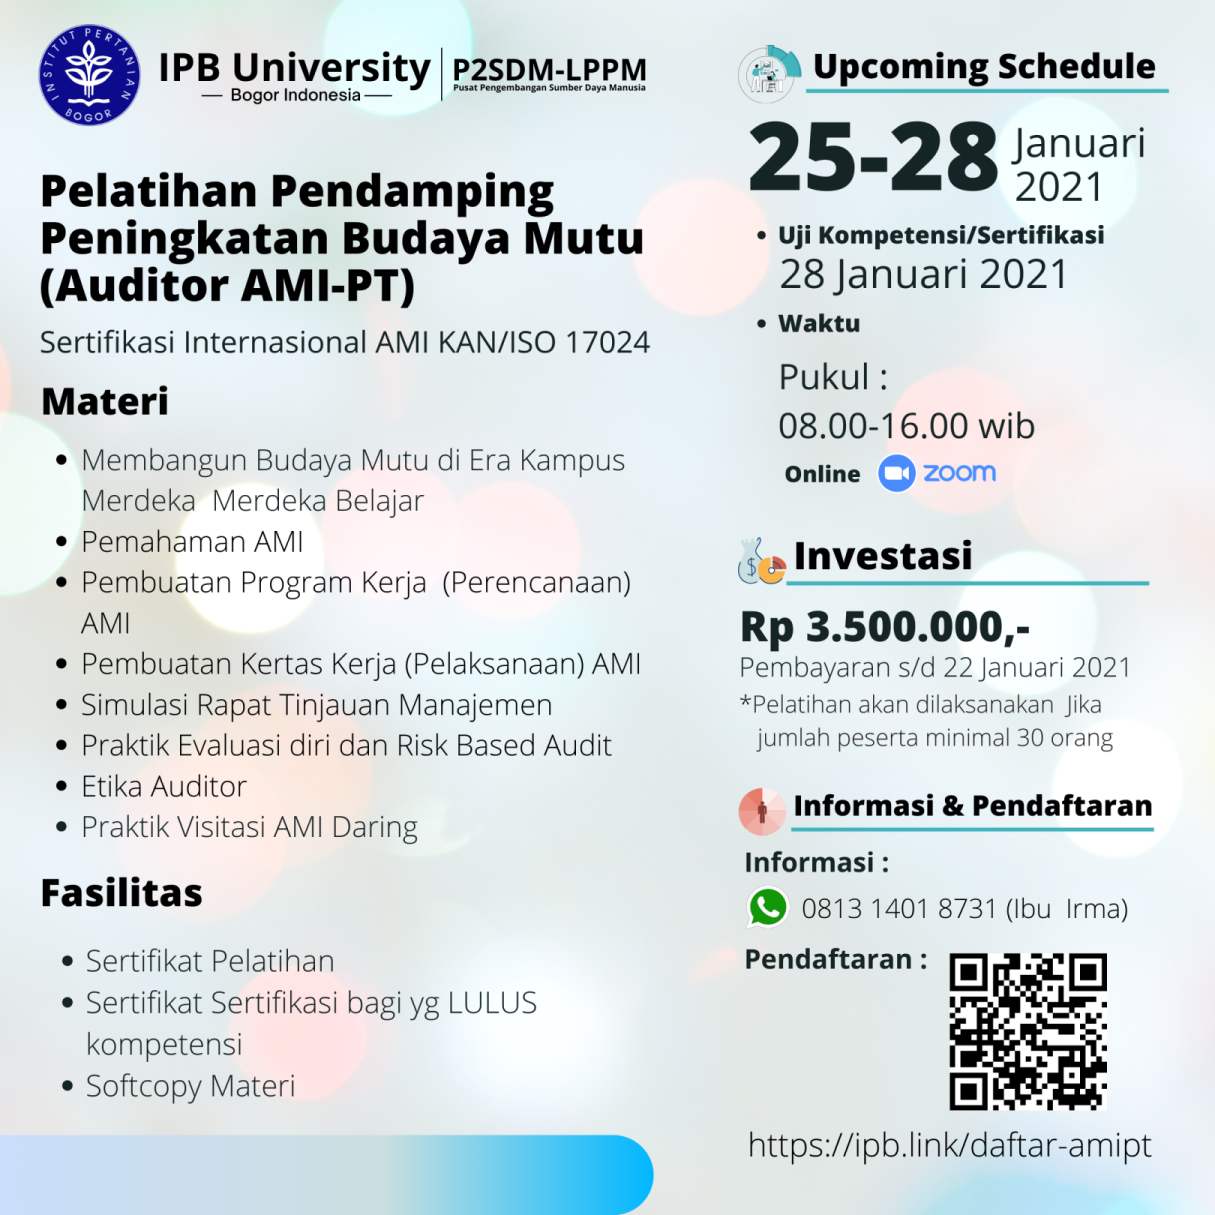 INSTITUT PERTANIAN BOGOR
IPB University
Bogor Indonesia
P2SDM-LPPM
Pusat Pengembangan Sumber Daya Manusia
Pelatihan Pendamping
Peningkatan Budaya Mutu
(Auditor AMI-PT)
Sertifikasi Internasional AMI KAN/ISO 17024
Materi
• Membangun Budaya Mutu di Era Kampus
Merdeka Merdeka Belajar
• Pemahaman AMI
• Pembuatan Program Kerja (Perencanaan)
AMI
• Pembuatan Kertas Kerja (Pelaksanaan) AMI
• Simulasi Rapat Tinjauan Manajemen
• Praktik Evaluasi diri dan Risk Based Audit
• Etika Auditor
• Praktik Visitasi AMI Daring
Fasilitas
• Sertifikat Pelatihan
• Sertifikat Sertifikasi bagi yg LULUS
kompetensi
• Softcopy Materi
Upcoming Schedule
25-28 Januari
2021
• Uji Kompetensi/Sertifikasi
28 Januari 2021
• Waktu
Pukul :
08.00-16.00 wib
Online zoom
Investasi
Rp 3.500.000,-
Pembayaran s/d 22 Januari 2021
*Pelatihan akan dilaksanakan Jika
jumlah peserta minimal 30 orang
Informasi & Pendaftaran
Informasi :
0813 1401 8731 (Ibu Irma)
Pendaftaran :
https://ipb.link/daftar-amipt